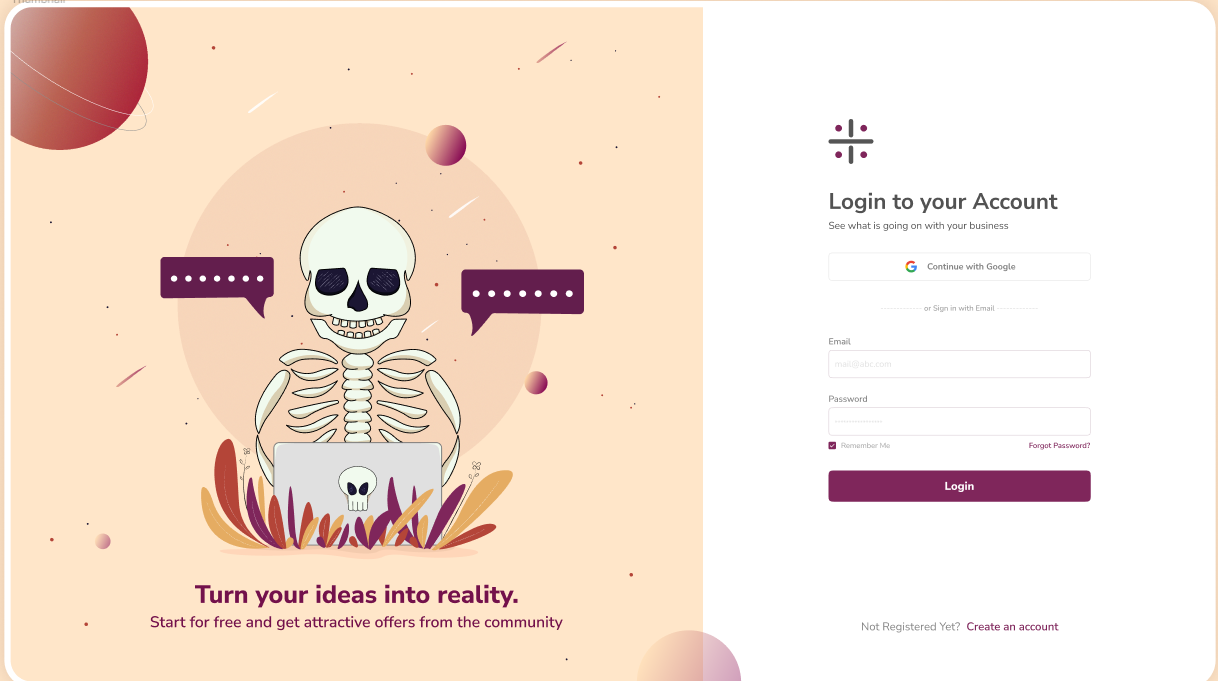 Thumbnail
Login to your Account
See what is going on with your business
Continue with Google
or Sign in with Email
Email
mail@abc.com
Password
Remember Me
Forgot Password?
Login
Turn your ideas into reality.
Start for free and get attractive offers from the community
Not Registered Yet? Create an account